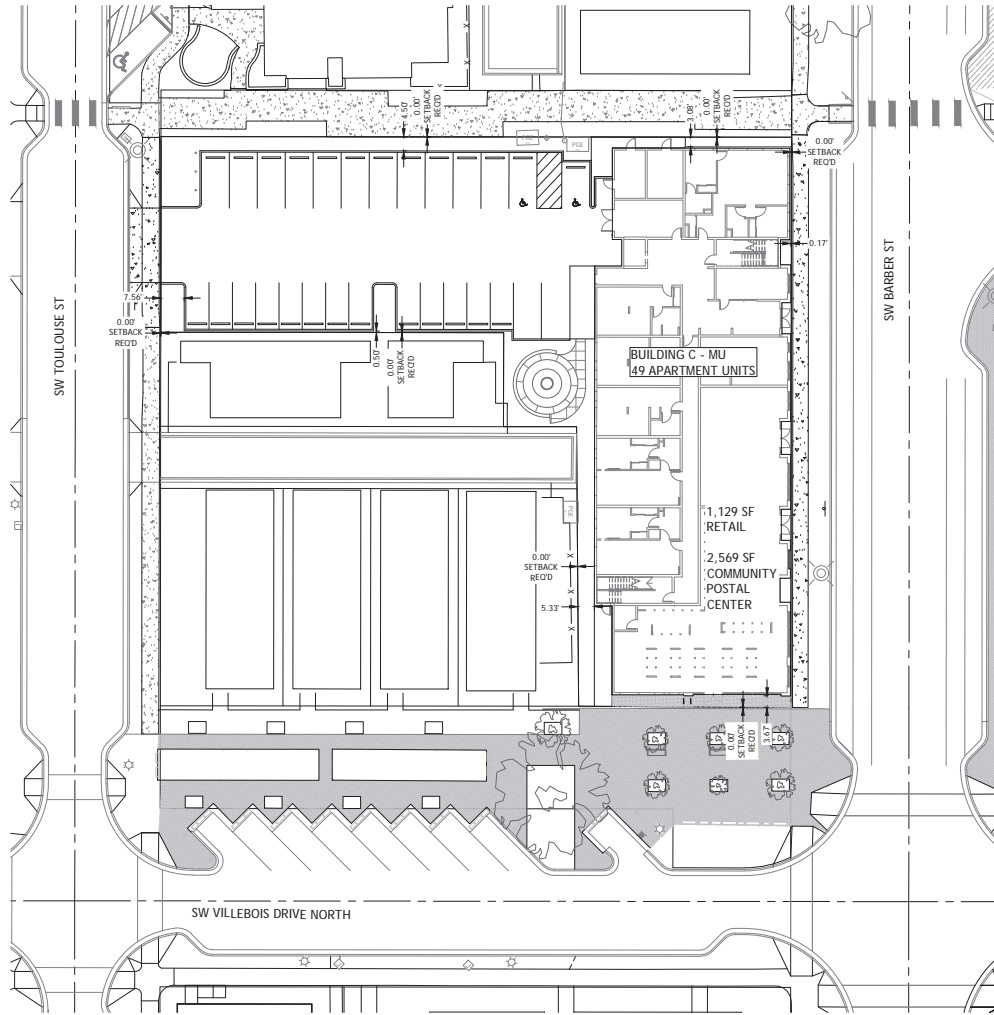 4.50'
0.00'
SETBACK
REQ'D
3.08'
0.00'
SETBACK
REQ'D
0.00'
SETBACK
REQ'D
PGE
PGE
0.17'
SW TOULOUSE ST
SW BARBER ST
7.56'
0.00'
SETBACK
REQ'D
0.50'
0.00'
SETBACK
REQ'D
BUILDING C - MU
49 APARTMENT UNITS
1,129 SF
RETAIL
2,569 SF
COMMUNITY
POSTAL
CENTER
PGE
X
X
X
X
0.00'
SETBACK
REQ'D
5.33'
0.00'
SETBACK
REQ'D
3.67'
SW VILLEBOIS DRIVE NORTH